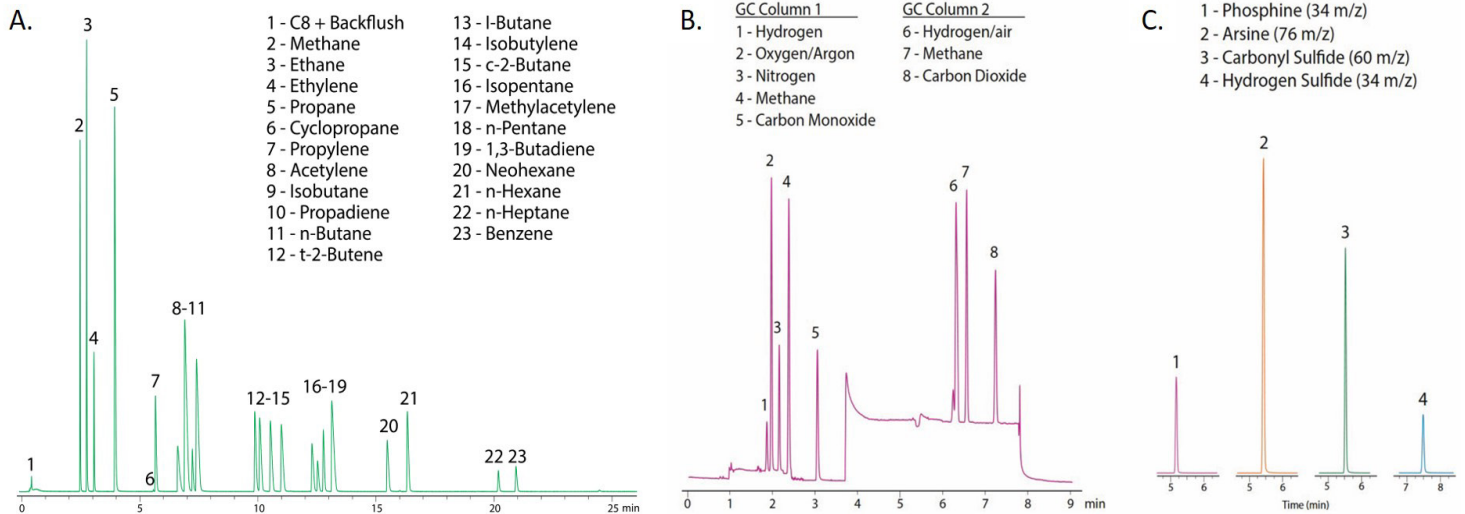 A.
1 - C8 + Backflush
2 - Methane
3 - Ethane
4 - Ethylene
5 - Propane
6 - Cyclopropane
7 - Propylene
8 - Acetylene
9 - Isobutane
10 - Propadiene
11 - n-Butane
12 - t-2-Butene
13 - I-Butane
14 - Isobutylene
15 - c-2-Butane
16 - Isopentane
17 - Methylacetylene
18 - n-Pentane
19 - 1,3-Butadiene
20 - Neohexane
21 - n-Hexane
22 - n-Heptane
23 - Benzene
3
2
5
4
8-11
7
12-15
16-19
21
20
1
6
22 23
0 5 10 15 20 25 min
B.
GC Column 1
1 - Hydrogen
2 - Oxygen/Argon
3 - Nitrogen
4 - Methane
5 - Carbon Monoxide
GC Column 2
6 - Hydrogen/air
7 - Methane
8 - Carbon Dioxide
2
4
7
6
8
3
5
1
0 1 2 3 4 5 6 7 8 9 min
C.
1 - Phosphine (34 m/z)
2 - Arsine (76 m/z)
3 - Carbonyl Sulfide (60 m/z)
4 - Hydrogen Sulfide (34 m/z)
2
3
1
4
5 6 5 6 5 6 7 8
Time (min)